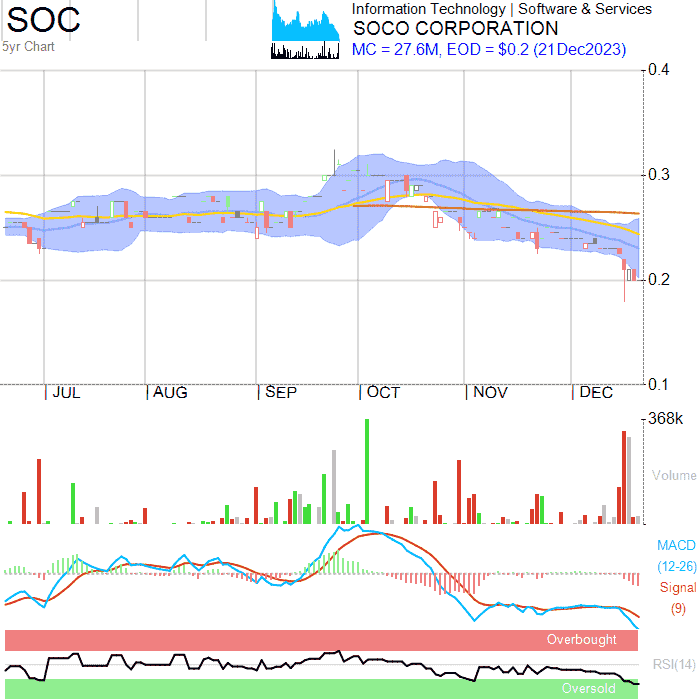 SOC
5yr Chart
Information Technology | Software & Services
SOCO CORPORATION
MC = 27.6M, EOD = $0.2 (21Dec2023)
0.4
0.3
0.2
0.1
JUL
AUG
SEP
OCT
NOV
DEC
368k
Volume
MACD
(12-26)
Signal
(9)
Overbought
RSI(14)
Oversold